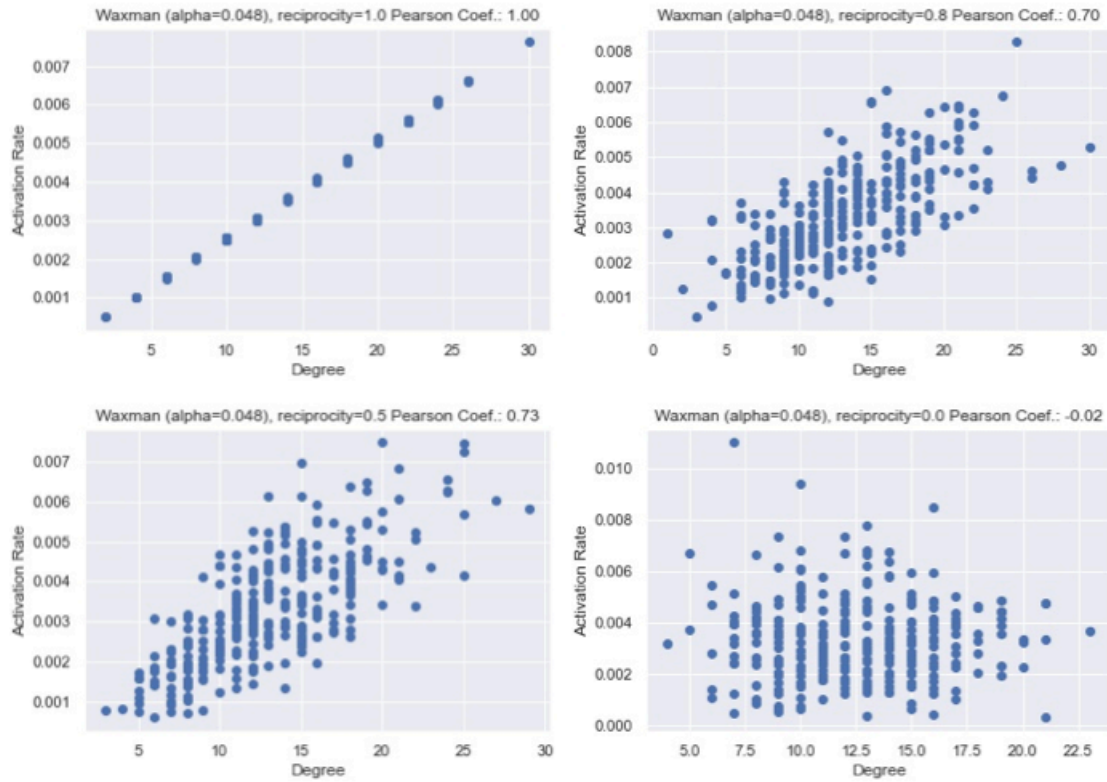 Waxman (alpha=0.048), reciprocity=1.0 Pearson Coef.: 1.00
0.007
0.006
0.005
0.004
0.003
0.002
0.001
Activation Rate
5 10 15 20 25 30
Degree
Waxman (alpha=0.048), reciprocity=0.8 Pearson Coef.: 0.70
0.008
0.007
0.006
0.005
0.004
0.003
0.002
0.001
Activation Rate
0 5 10 15 20 25 30
Degree
Waxman (alpha=0.048), reciprocity=0.5 Pearson Coef.: 0.73
0.007
0.006
0.005
0.004
0.003
0.002
0.001
Activation Rate
5 10 15 20 25 30
Degree
Waxman (alpha=0.048), reciprocity=0.0 Pearson Coef.: -0.02
0.010
0.008
0.006
0.004
0.002
0.000
Activation Rate
5.0 7.5 10.0 12.5 15.0 17.5 20.0 22.5
Degree